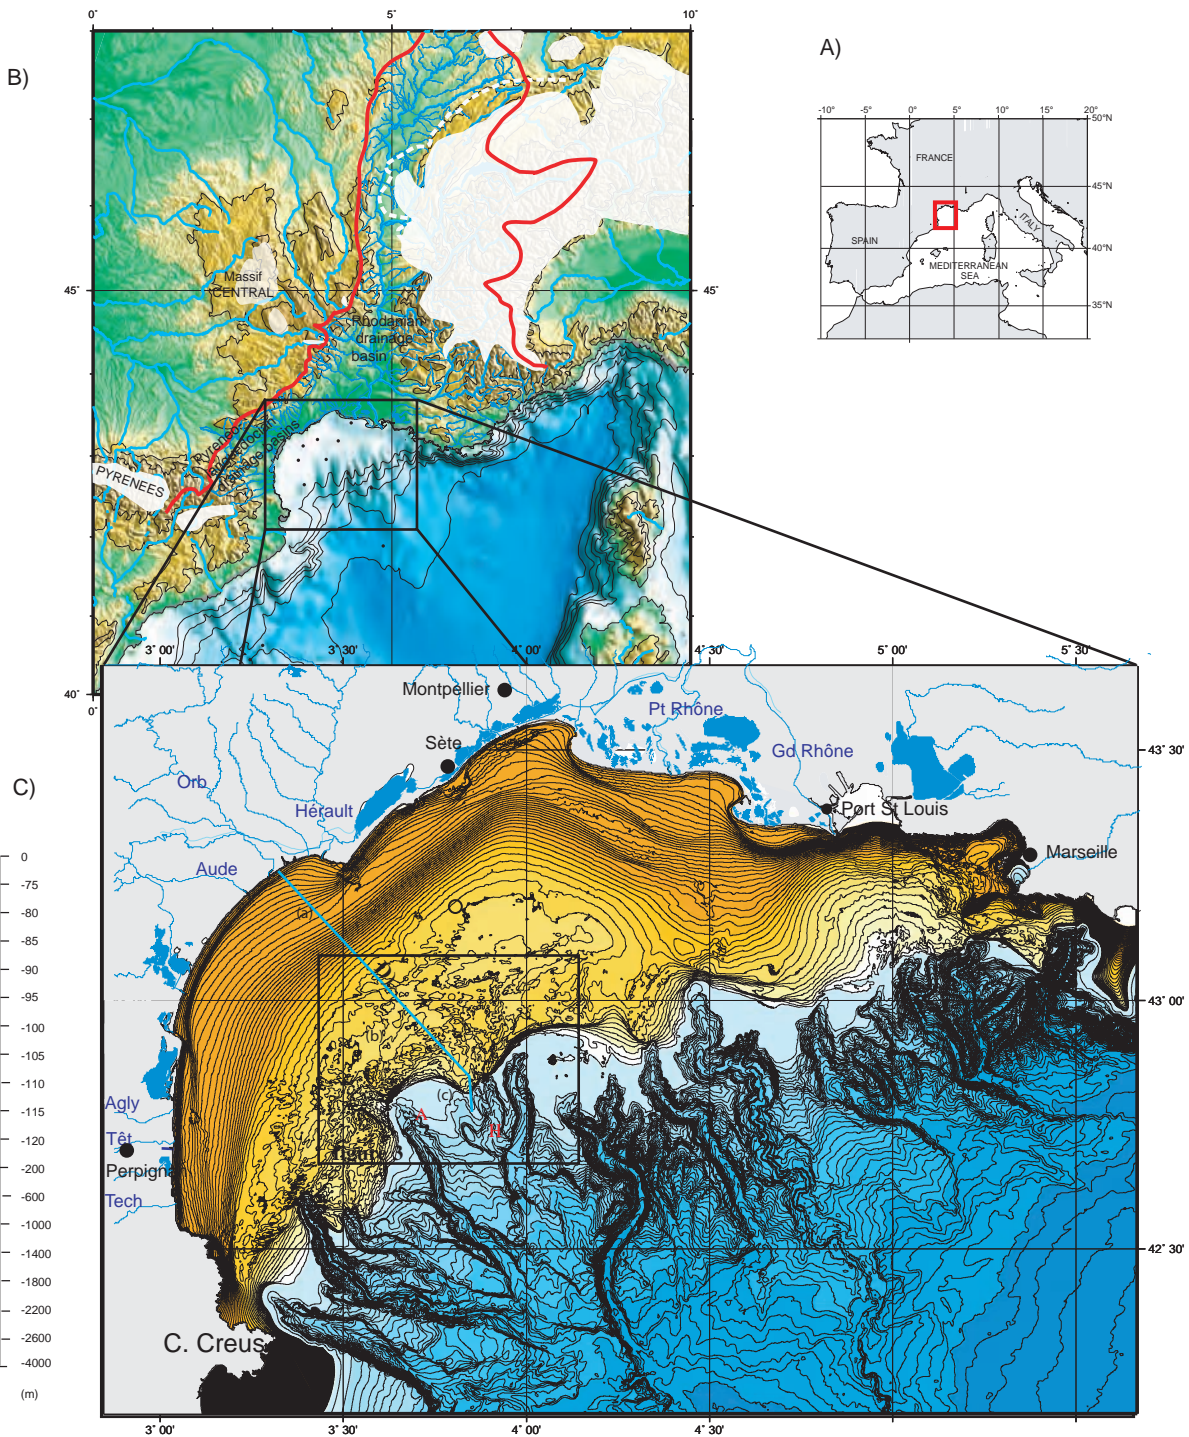 A)
-10°
-5°
0°
5°
10°
15°
20°
50°N
45°N
40°N
35°N
FRANCE
SPAIN
ITALY
MEDITERRANEAN
SEA
B)
0°
5°
10°
45°
40°
0°
Massif
CENTRAL
Rhodanian
drainage
basin
drainage basins
PYRENEES
C)
3° 00'
3° 30'
4° 00'
4° 30'
5° 00'
5° 30'
43° 30'
43° 00'
42° 30'
3° 00'
3° 30'
4° 00'
4° 30'
Montpellier
Sète
Pt Rhône
Gd Rhône
Port St Louis
Marseille
Orb
Hérault
Aude
Agly
Têt
Perpignan
Tech
C. Creus
(a)
(b)
(c)
H
0
-75
-80
-85
-90
-95
-100
-105
-110
-115
-120
-200
-600
-1000
-1400
-1800
-2200
-2600
-4000
(m)